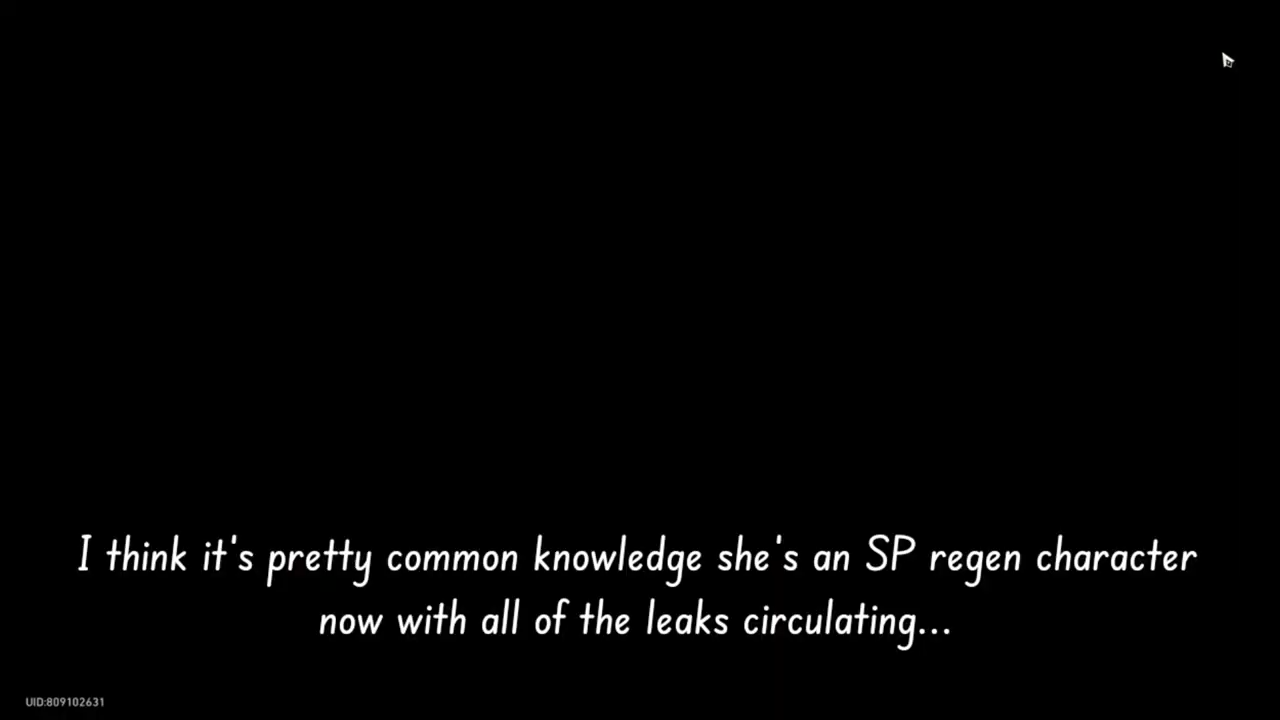 I think it's pretty common knowledge she's an SP regen character
now with all of the leaks circulating...
UID:809102631